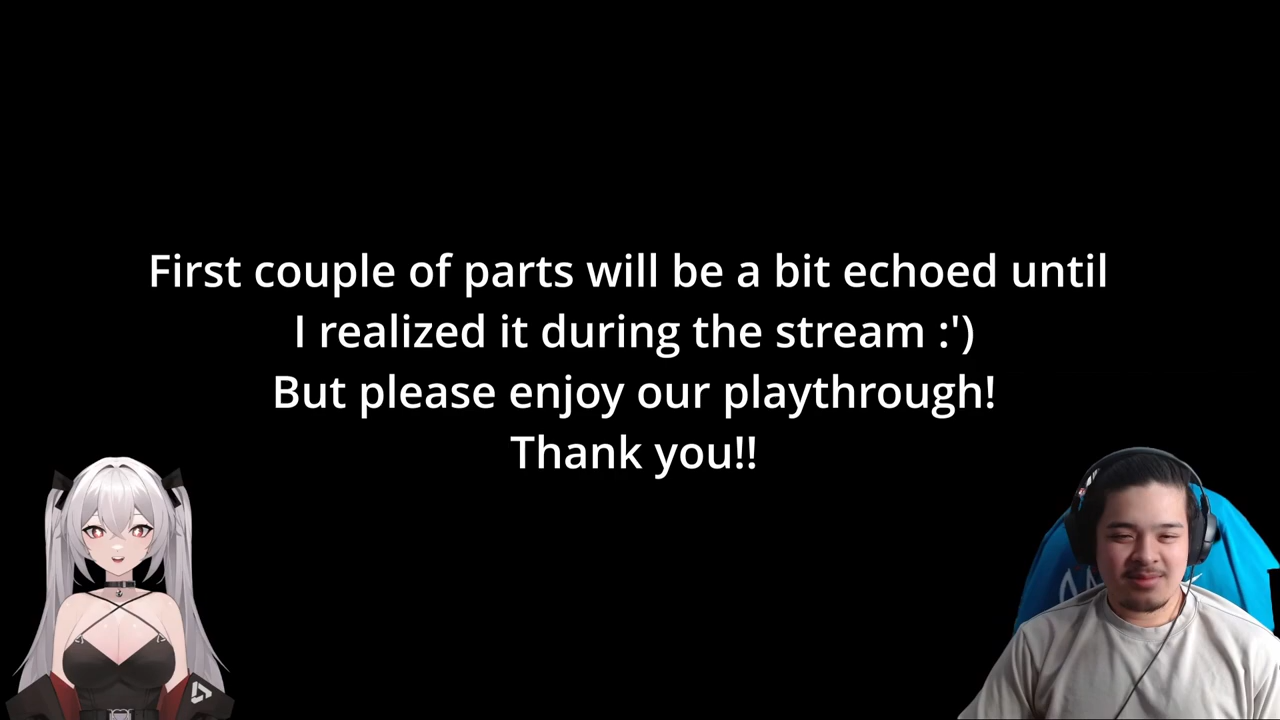 First couple of parts will be a bit echoed until
I realized it during the stream :')
But please enjoy our playthrough!
Thank you!!